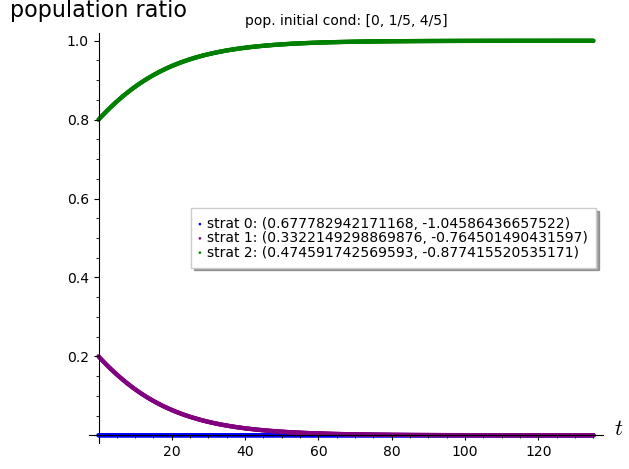 population ratio
pop. initial cond: [0, 1/5, 4/5]
1.0
0.8
0.6
strat 0: (0.677782942171168, -1.04586436657522)
strat 1: (0.3322149298869876, -0.764501490431597)
strat 2: (0.474591742569593, -0.877415520535171)
0.4
0.2
t
20 40 60 80 100 120